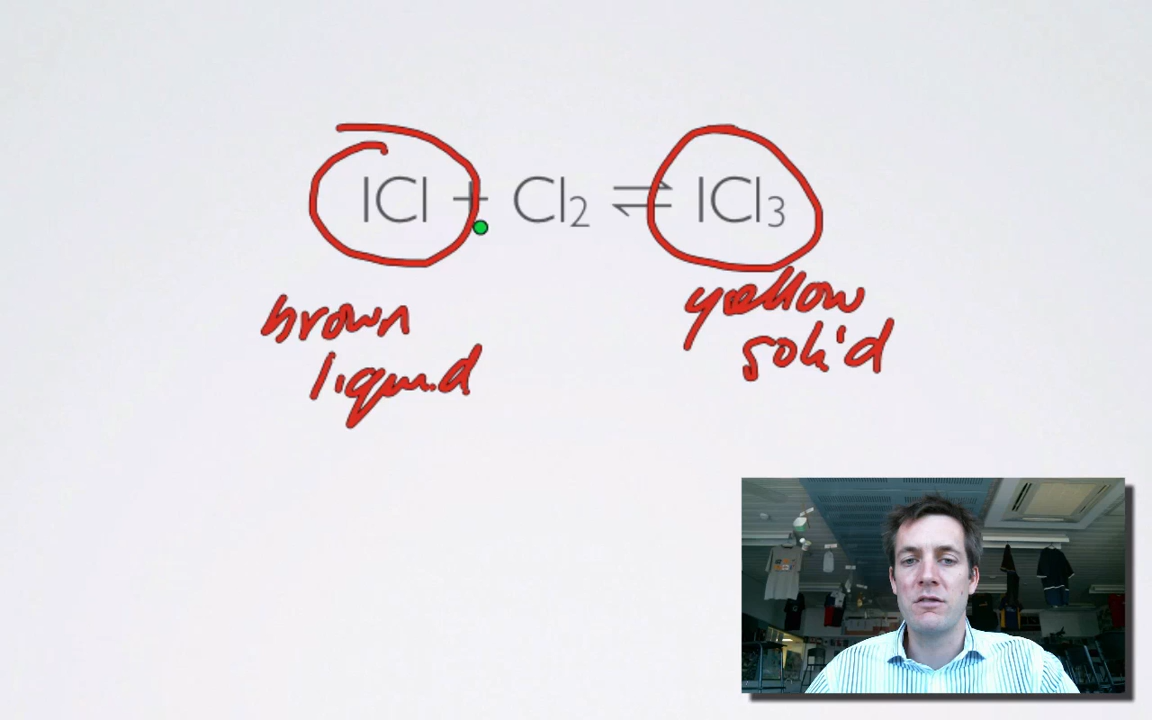 ICl + Cl₂ ⇌ ICl₃
brown
liquid
yellow
solid